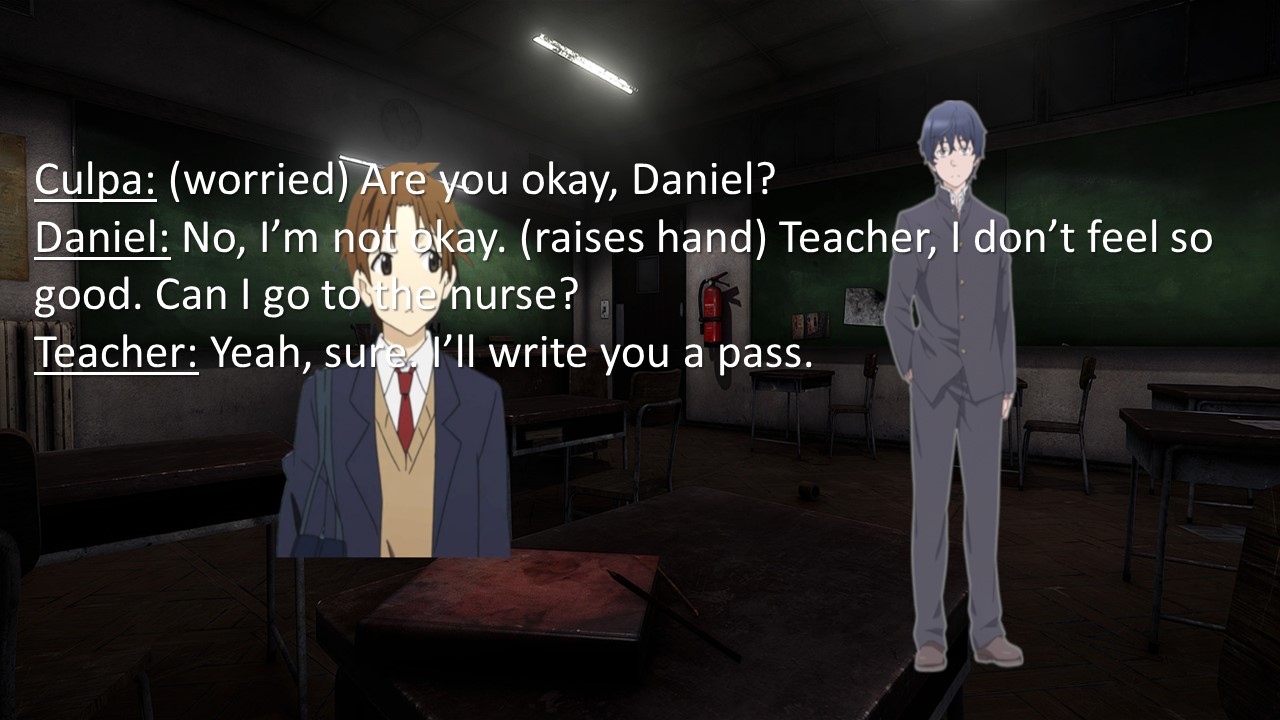 Culpa: (worried) Are you okay, Daniel?
Daniel: No, I’m not okay. (raises hand) Teacher, I don’t feel so
good. Can I go to the nurse?
Teacher: Yeah, sure. I’ll write you a pass.